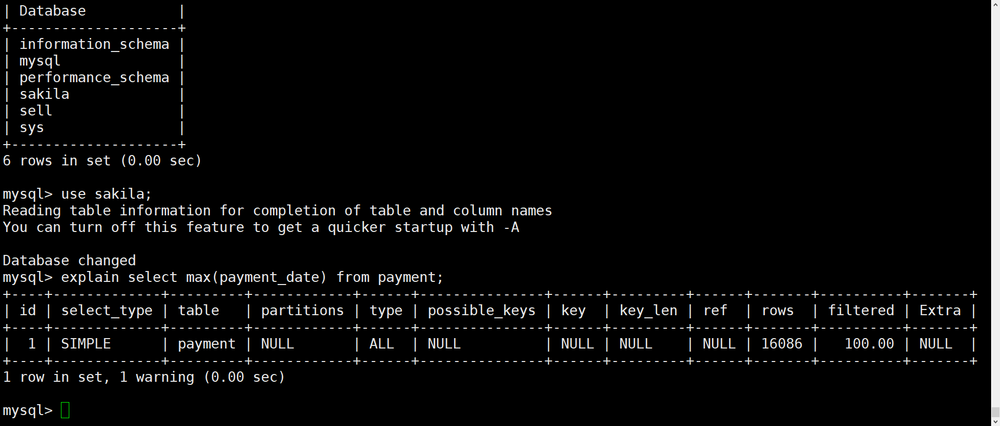 | Database           |
+--------------------+
| information_schema |
| mysql              |
| performance_schema |
| sakila             |
| sell               |
| sys                |
+--------------------+
6 rows in set (0.00 sec)

mysql> use sakila;
Reading table information for completion of table and column names
You can turn off this feature to get a quicker startup with -A

Database changed
mysql> explain select max(payment_date) from payment;
+----+-------------+---------+------------+------+---------------+------+---------+------+-------+----------+-------+
| id | select_type | table   | partitions | type | possible_keys | key  | key_len | ref  | rows  | filtered | Extra |
+----+-------------+---------+------------+------+---------------+------+---------+------+-------+----------+-------+
|  1 | SIMPLE      | payment | NULL       | ALL  | NULL          | NULL | NULL    | NULL | 16086 |   100.00 | NULL  |
+----+-------------+---------+------------+------+---------------+------+---------+------+-------+----------+-------+
1 row in set, 1 warning (0.00 sec)

mysql>